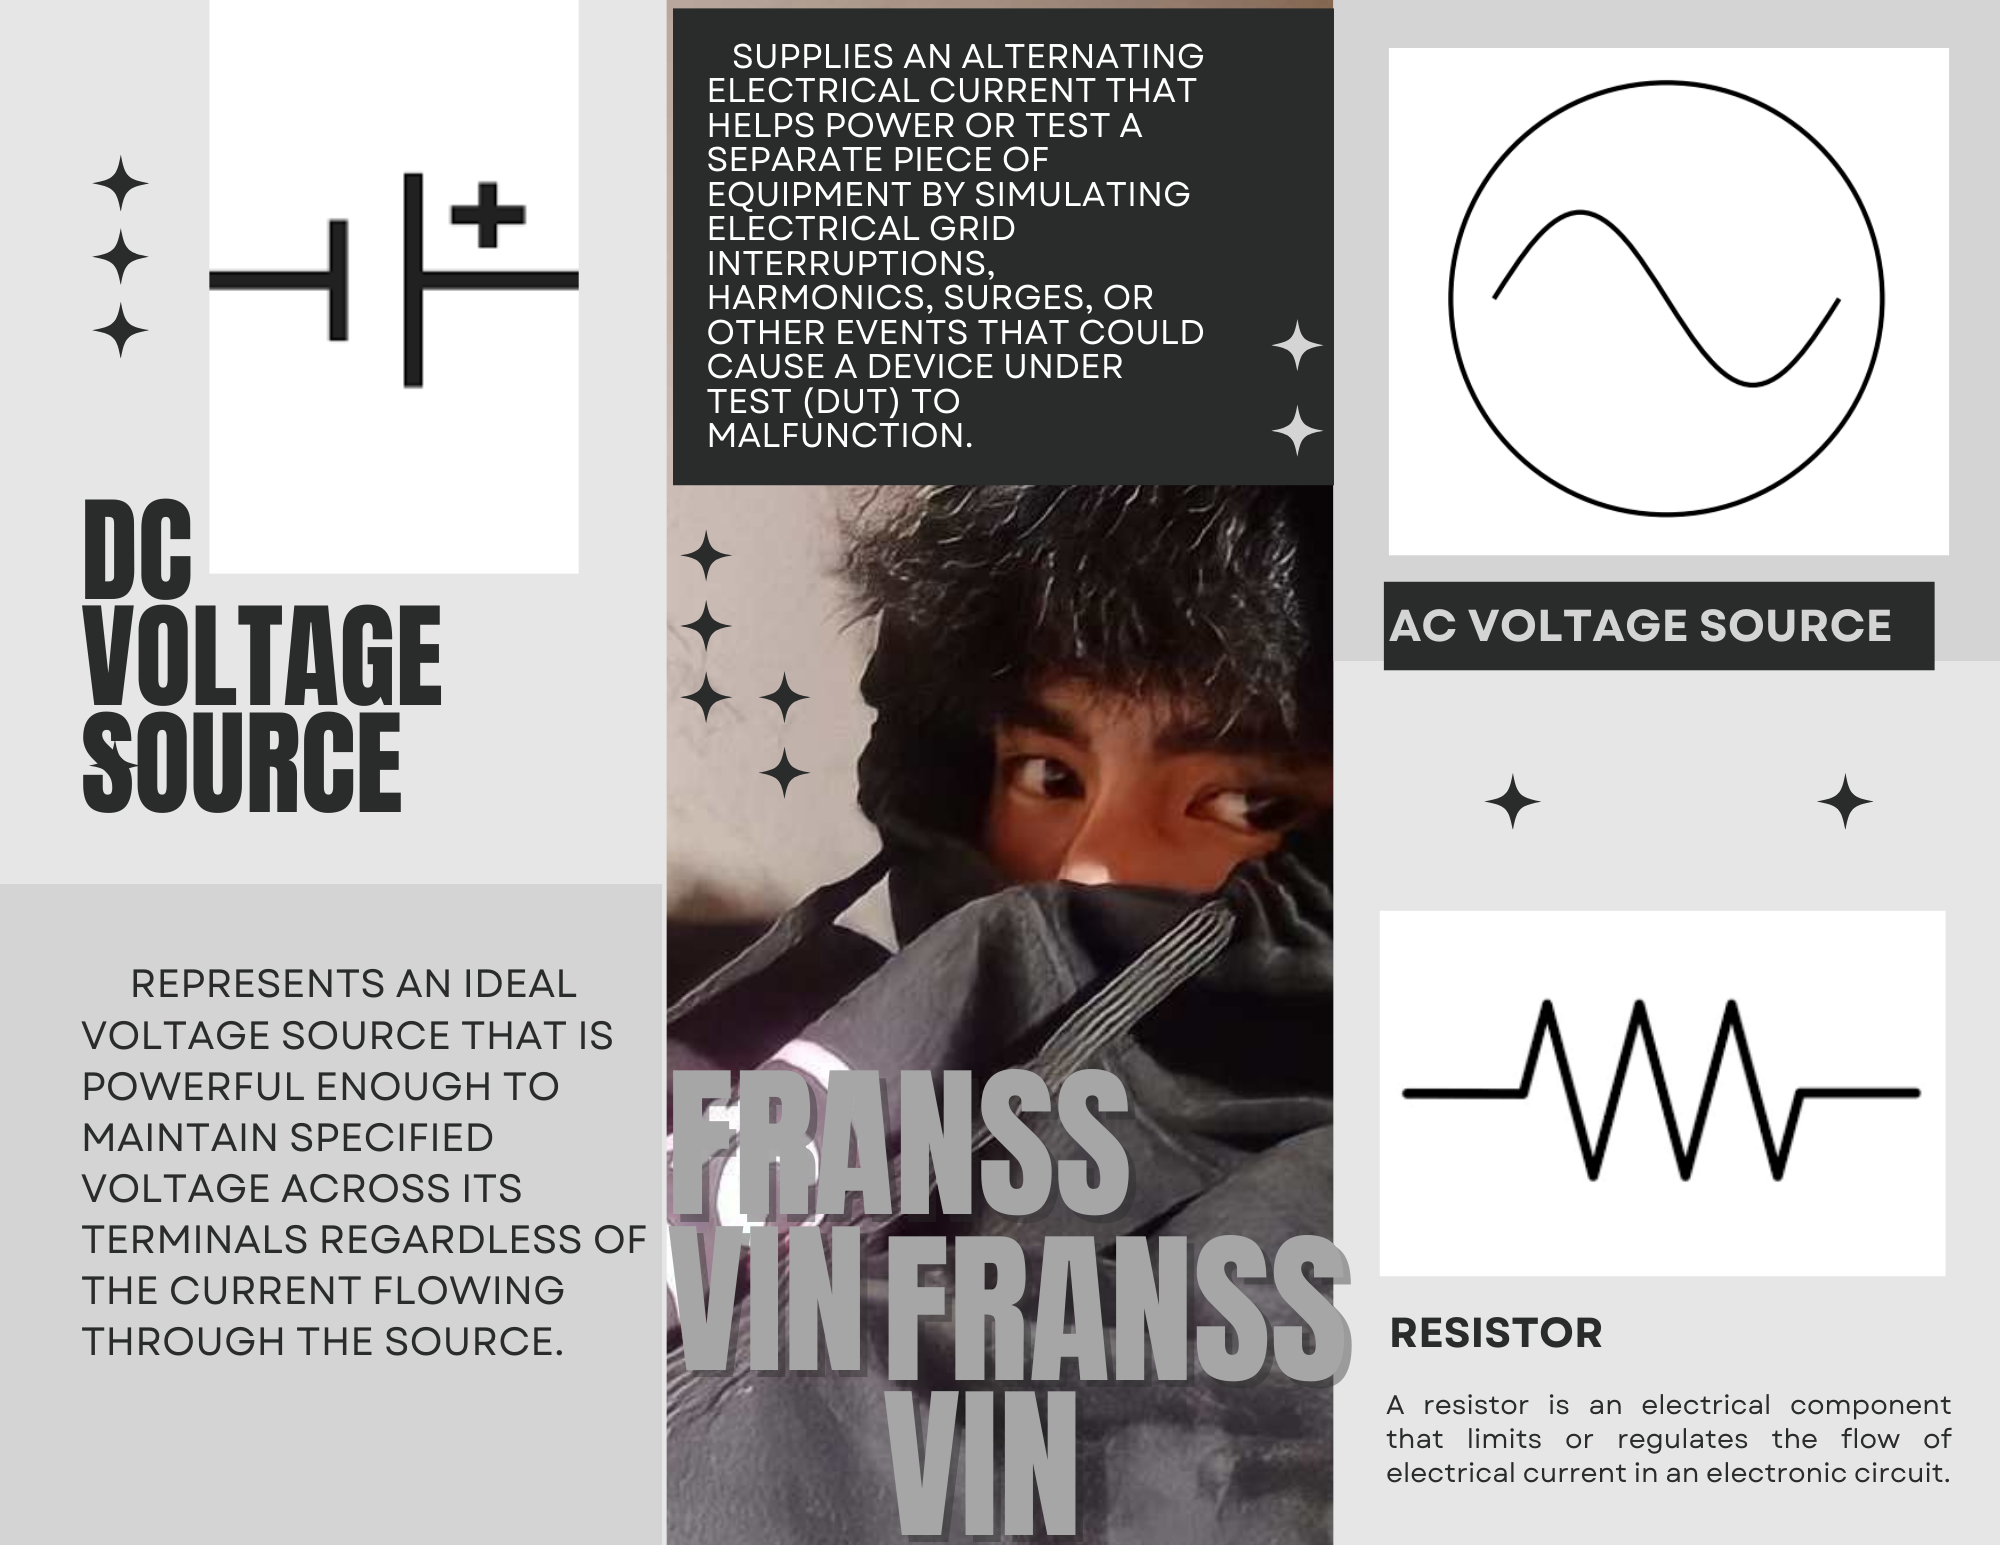 DC
VOLTAGE
SOURCE
REPRESENTS AN IDEAL
VOLTAGE SOURCE THAT IS
POWERFUL ENOUGH TO
MAINTAIN SPECIFIED
VOLTAGE ACROSS ITS
TERMINALS REGARDLESS OF
THE CURRENT FLOWING
THROUGH THE SOURCE.
SUPPLIES AN ALTERNATING
ELECTRICAL CURRENT THAT
HELPS POWER OR TEST A
SEPARATE PIECE OF
EQUIPMENT BY SIMULATING
ELECTRICAL GRID
INTERRUPTIONS,
HARMONICS, SURGES, OR
OTHER EVENTS THAT COULD
CAUSE A DEVICE UNDER
TEST (DUT) TO
MALFUNCTION.
FRANSS
VIN
FRANSS
VIN
AC VOLTAGE SOURCE
RESISTOR
A resistor is an electrical component
that limits or regulates the flow of
electrical current in an electronic circuit.